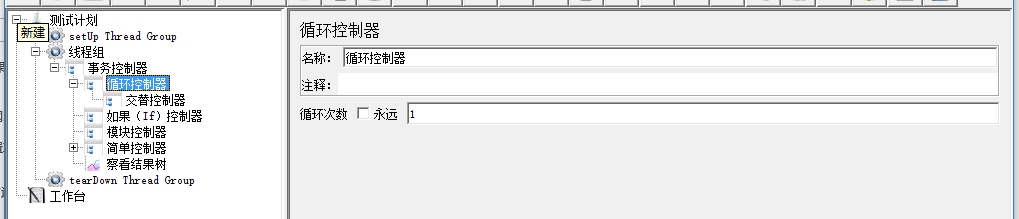 测试计划
新建
setUp Thread Group
线程组
事务控制器
循环控制器
交替控制器
如果（If）控制器
模块控制器
简单控制器
察看结果树
tearDown Thread Group
工作台
循环控制器
名称： 循环控制器
注释：
循环次数 永远 1